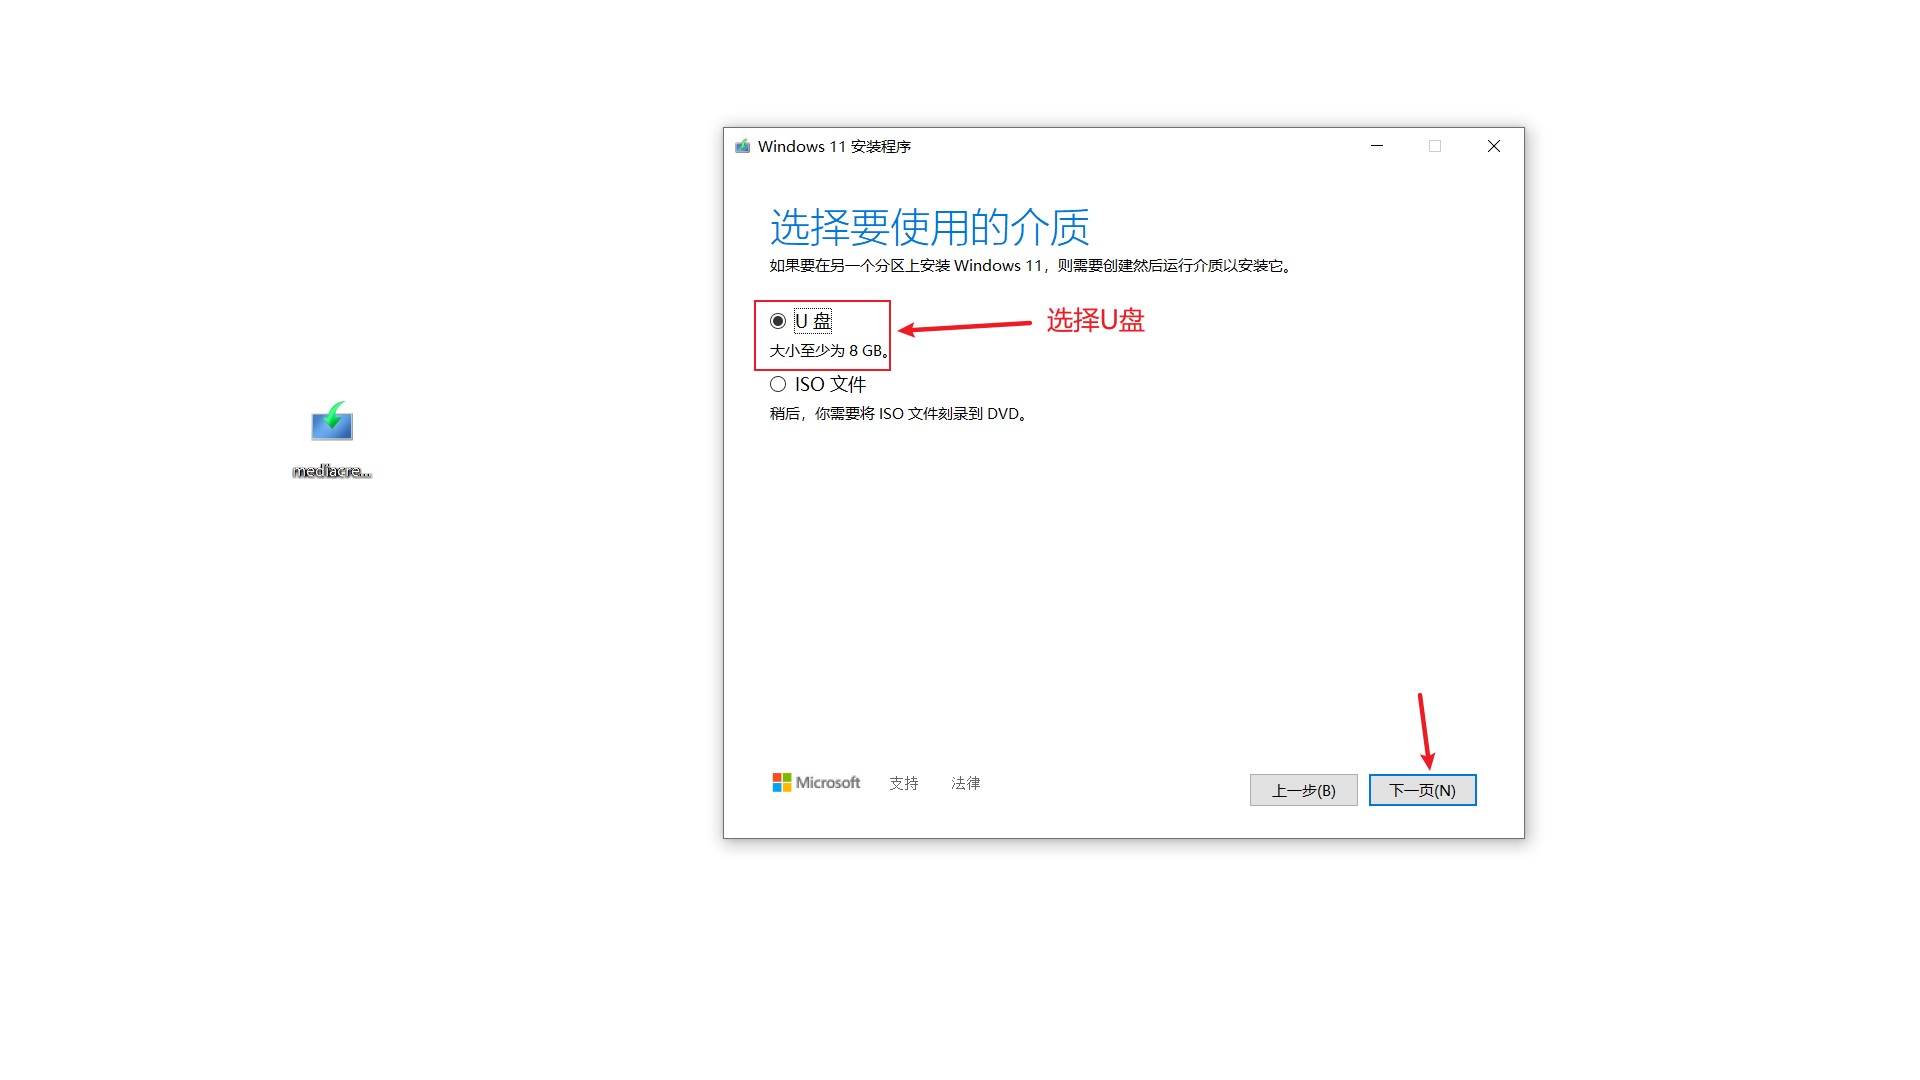 Windows 11 安装程序
选择要使用的介质
如果要在另一个分区上安装 Windows 11，则需要创建然后运行介质以安装它。
U 盘
选择U盘
大小至少为 8 GB。
ISO 文件
稍后，你需要将 ISO 文件刻录到 DVD。
mediacre...
Microsoft 支持 法律
上一步(B) 下一页(N)